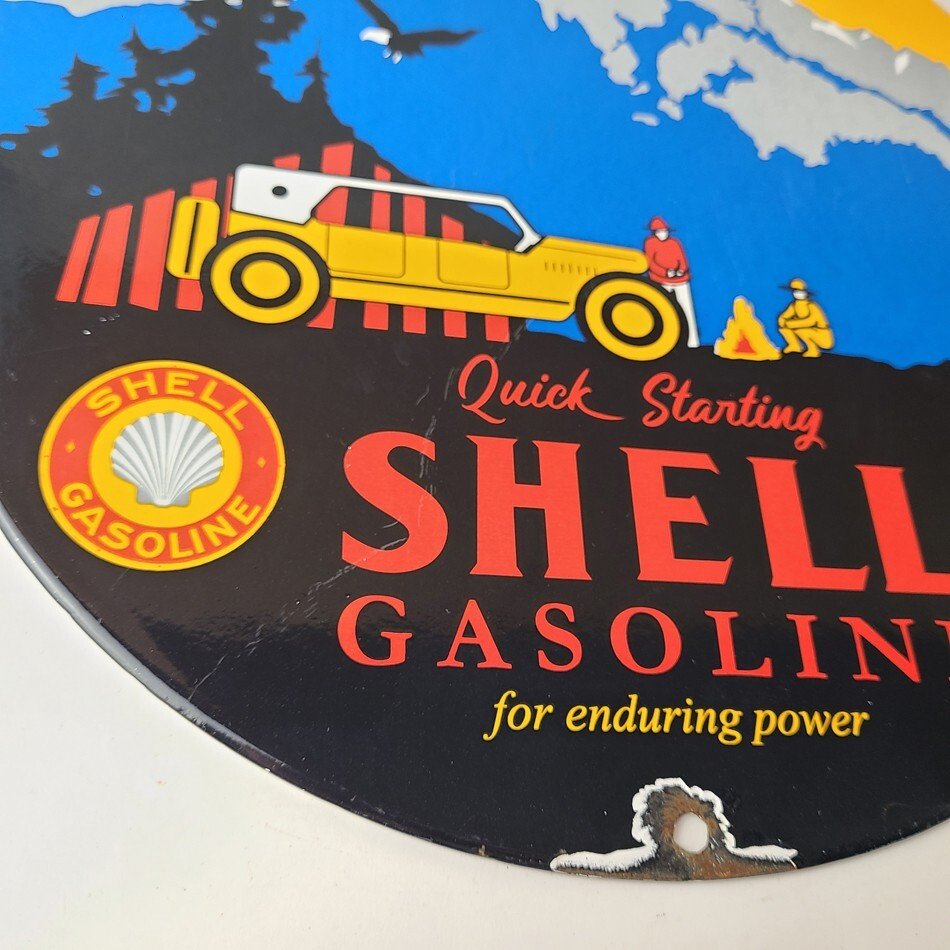 SHELL
GASOLINE
Quick Starting
SHELL
GASOLIN
for enduring power